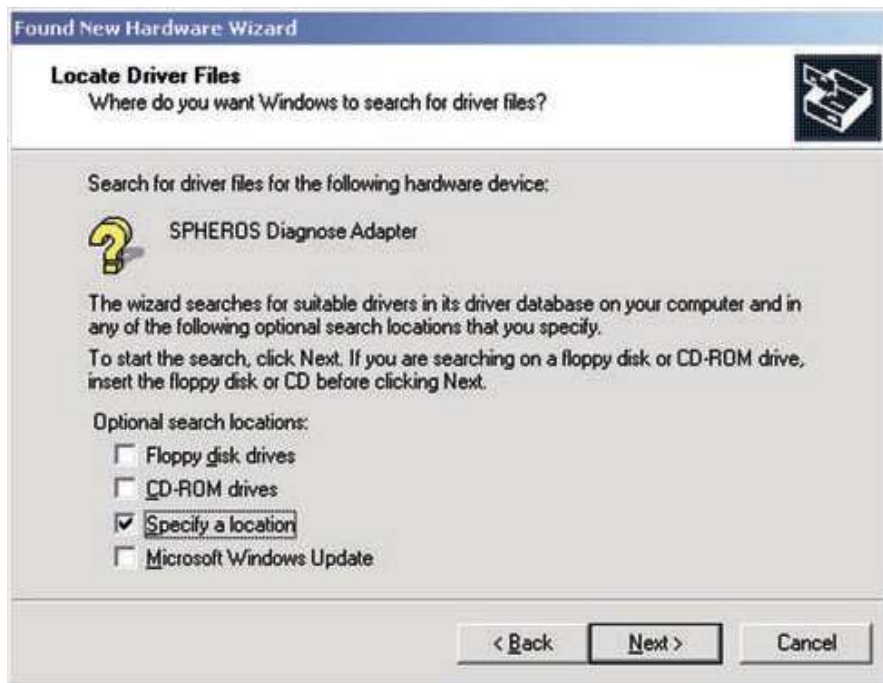 Found New Hardware Wizard
Locate Driver Files
Where do you want Windows to search for driver files?
Search for driver files for the following hardware device:
SPHEROS Diagnose Adapter
The wizard searches for suitable drivers in its driver database on your computer and in
any of the following optional search locations that you specify.
To start the search, click Next. If you are searching on a floppy disk or CD-ROM drive,
insert the floppy disk or CD before clicking Next.
Optional search locations:
Floppy disk drives
CD-ROM drives
Specify a location
Microsoft Windows Update
< Back Next > Cancel